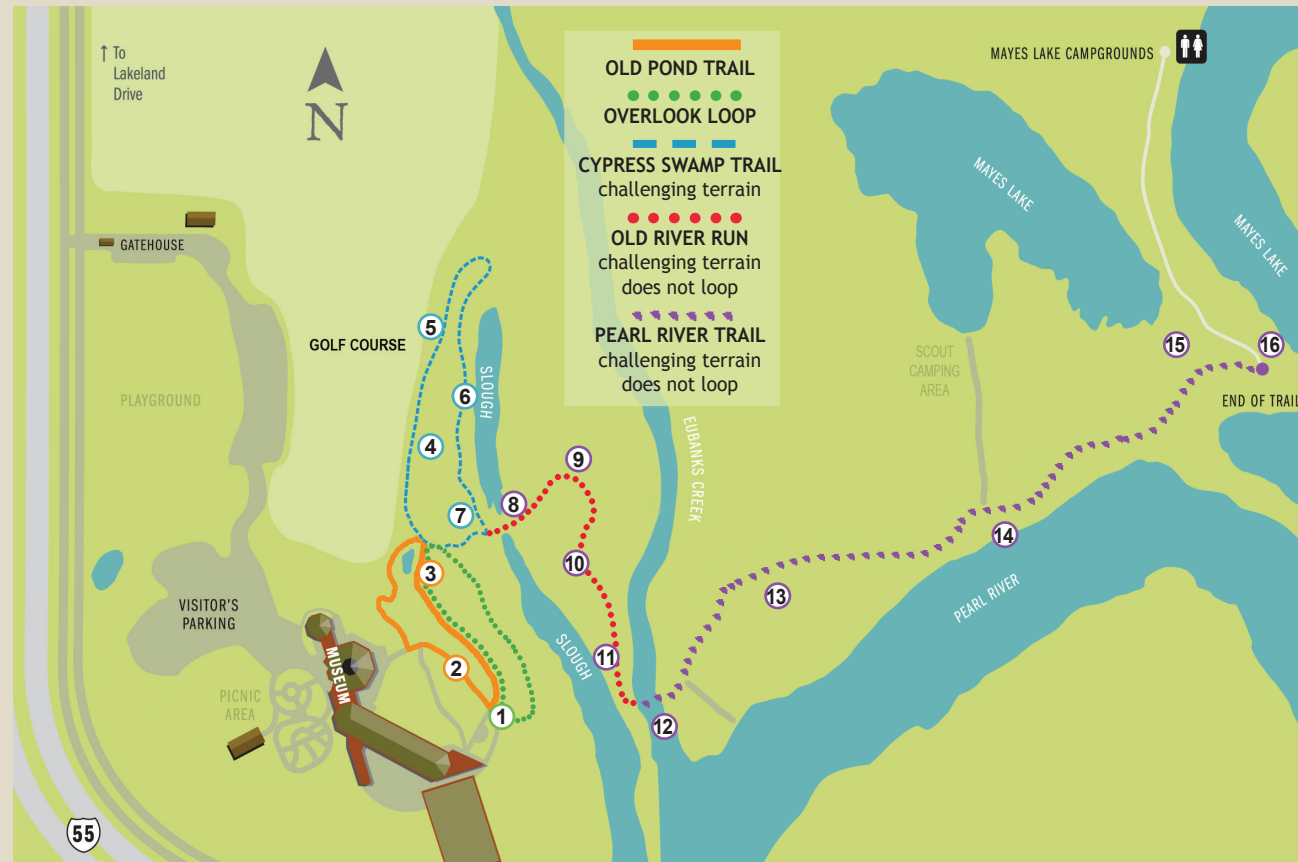 ↑ To
Lakeland
Drive
N
OLD POND TRAIL
OVERLOOK LOOP
CYPRESS SWAMP TRAIL
challenging terrain
OLD RIVER RUN
challenging terrain
does not loop
PEARL RIVER TRAIL
challenging terrain
does not loop
MAYES LAKE CAMPGROUNDS
MAYES LAKE
MAYES LAKE
GATEHOUSE
GOLF COURSE
PLAYGROUND
SLOUGH
EUBANKS CREEK
SCOUT
CAMPING
AREA
END OF TRAIL
5
6
4
7
8
9
10
11
12
13
14
15
16
3
2
1
VISITOR'S
PARKING
MUSEUM
PICNIC
AREA
SLOUGH
PEARL RIVER
55